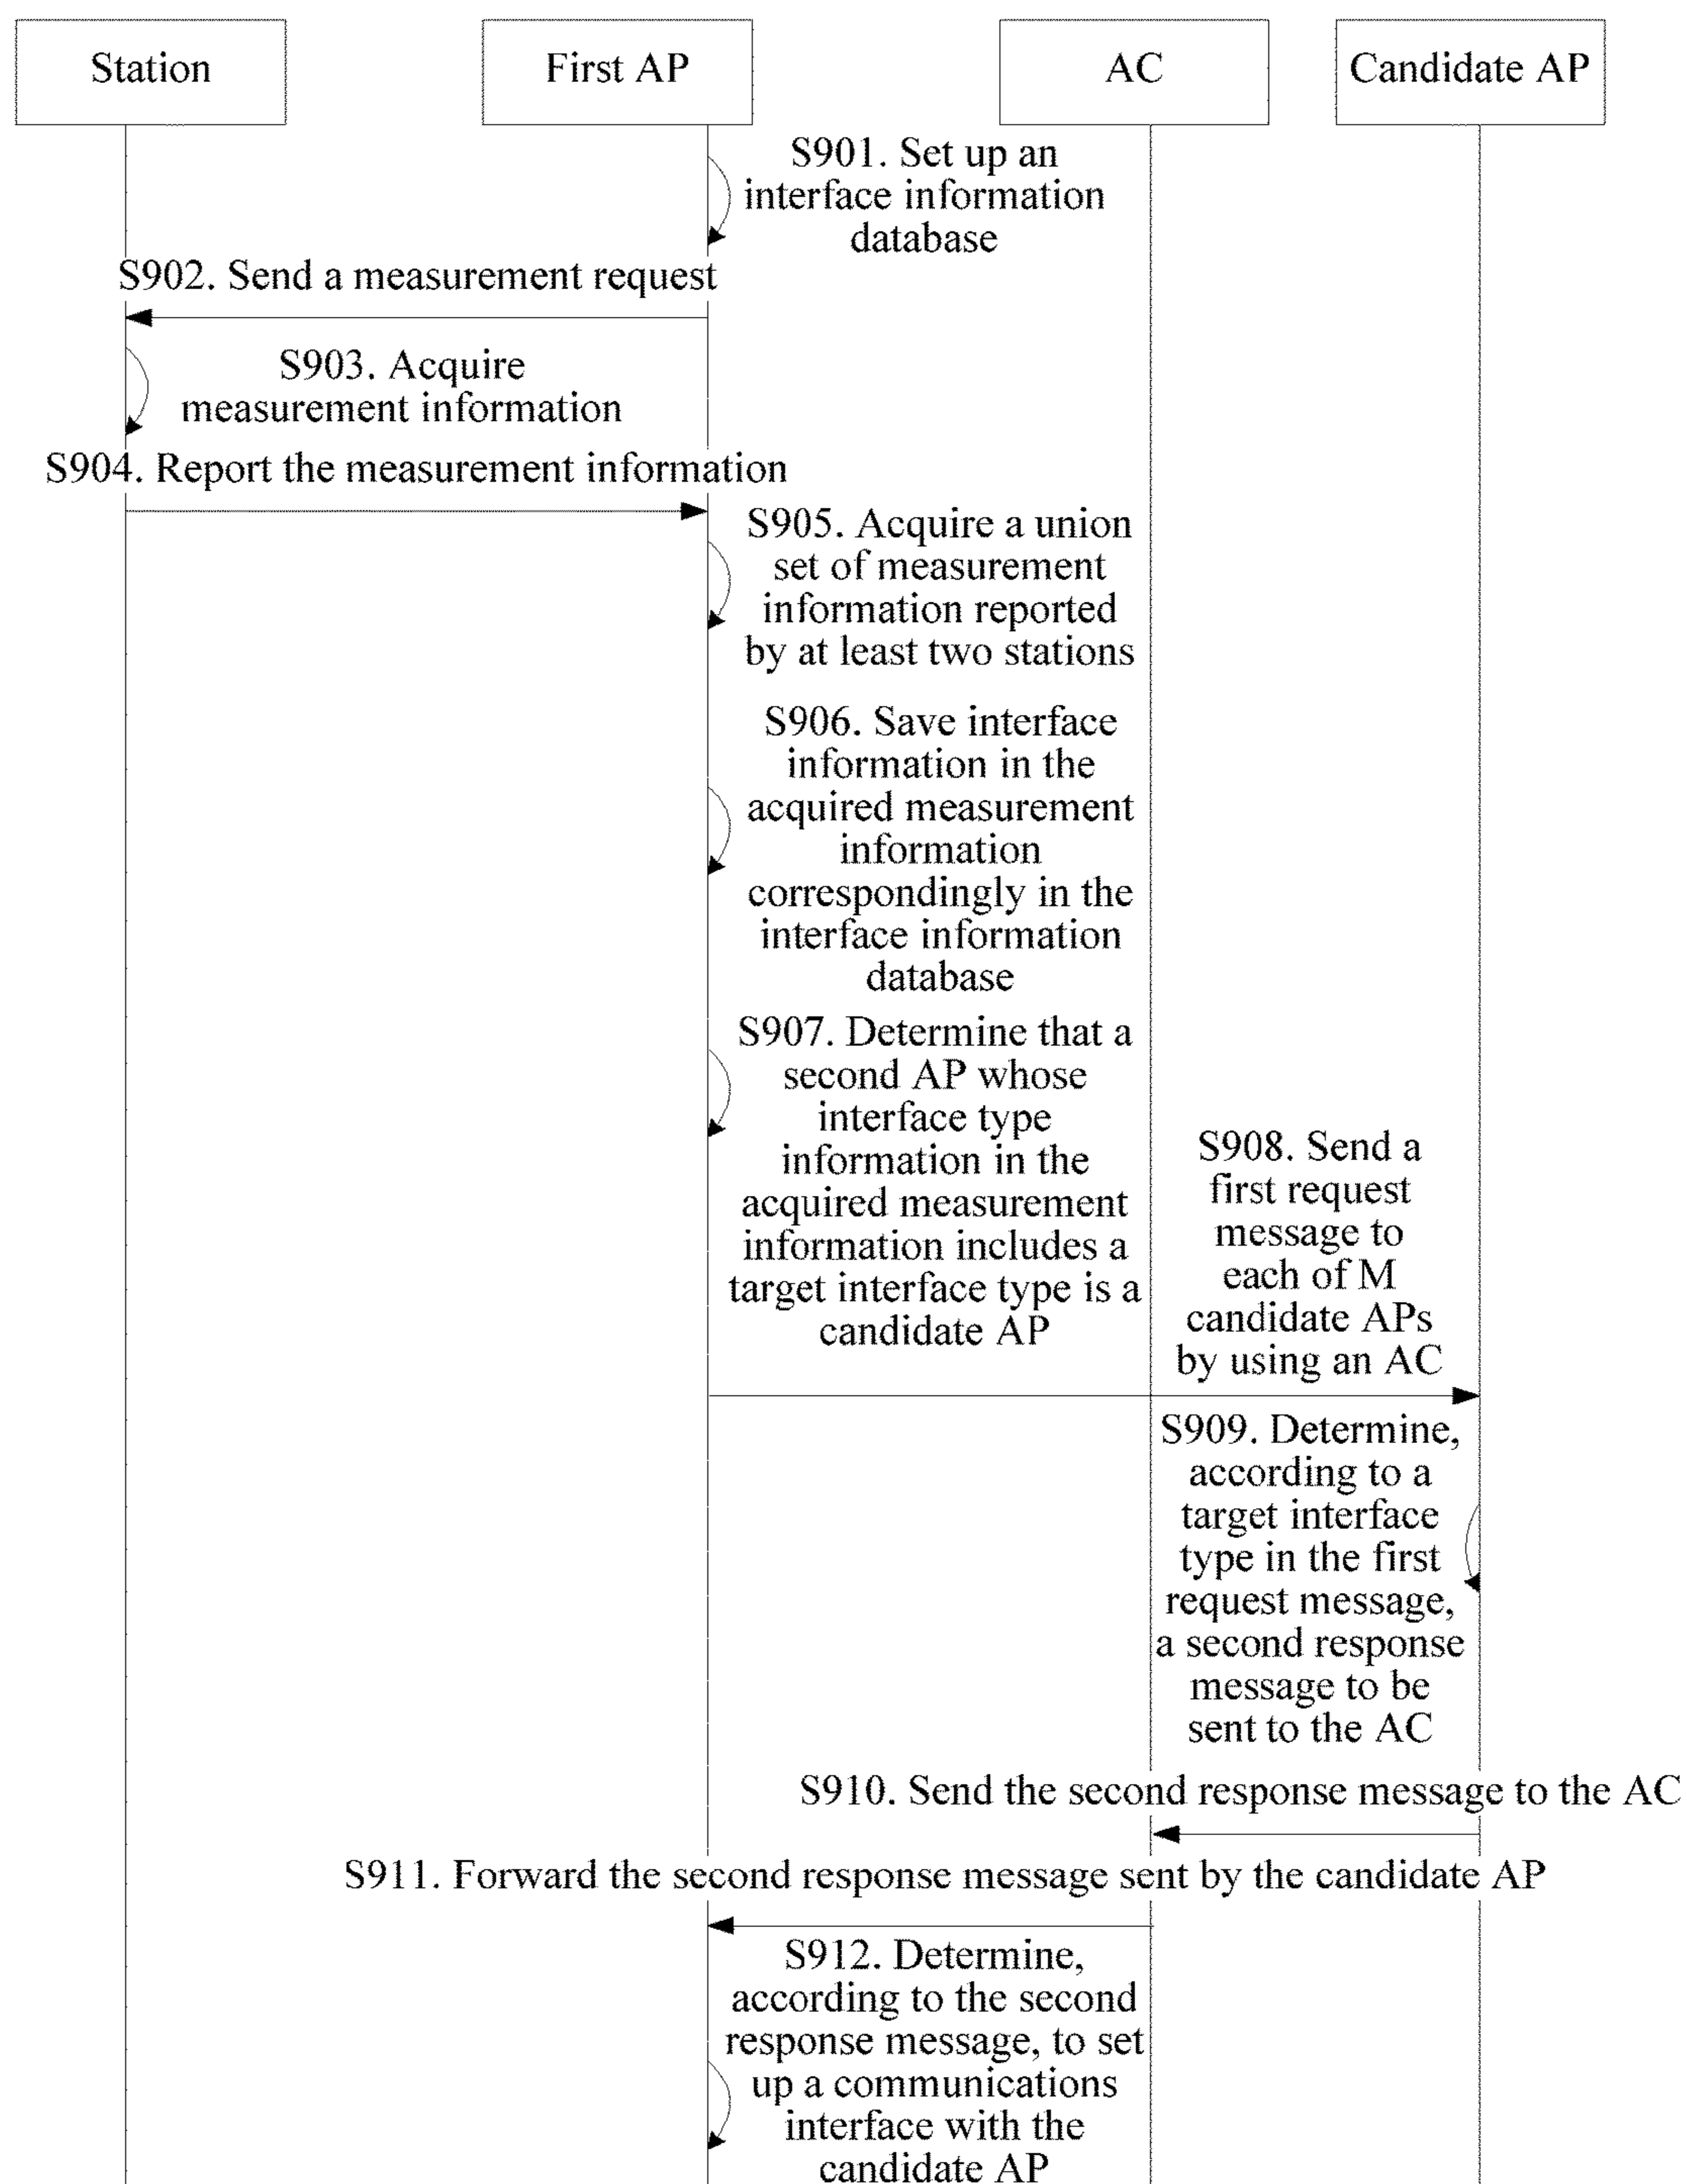 Station
First AP
AC
Candidate AP
S901. Set up an
interface information
database
S902. Send a measurement request
S903. Acquire
measurement information
S904. Report the measurement information
S905. Acquire a union
set of measurement
information reported
by at least two stations
S906. Save interface
information in the
acquired measurement
information
correspondingly in the
interface information
database
S907. Determine that a
second AP whose
interface type
information in the
acquired measurement
information includes a
target interface type is a
candidate AP
S908. Send a
first request
message to
each of M
candidate APs
by using an AC
S909. Determine,
according to a
target interface
type in the first
request message,
a second response
message to be
sent to the AC
S910. Send the second response message to the AC
S911. Forward the second response message sent by the candidate AP
S912. Determine,
according to the second
response message, to set
up a communications
interface with the
candidate AP